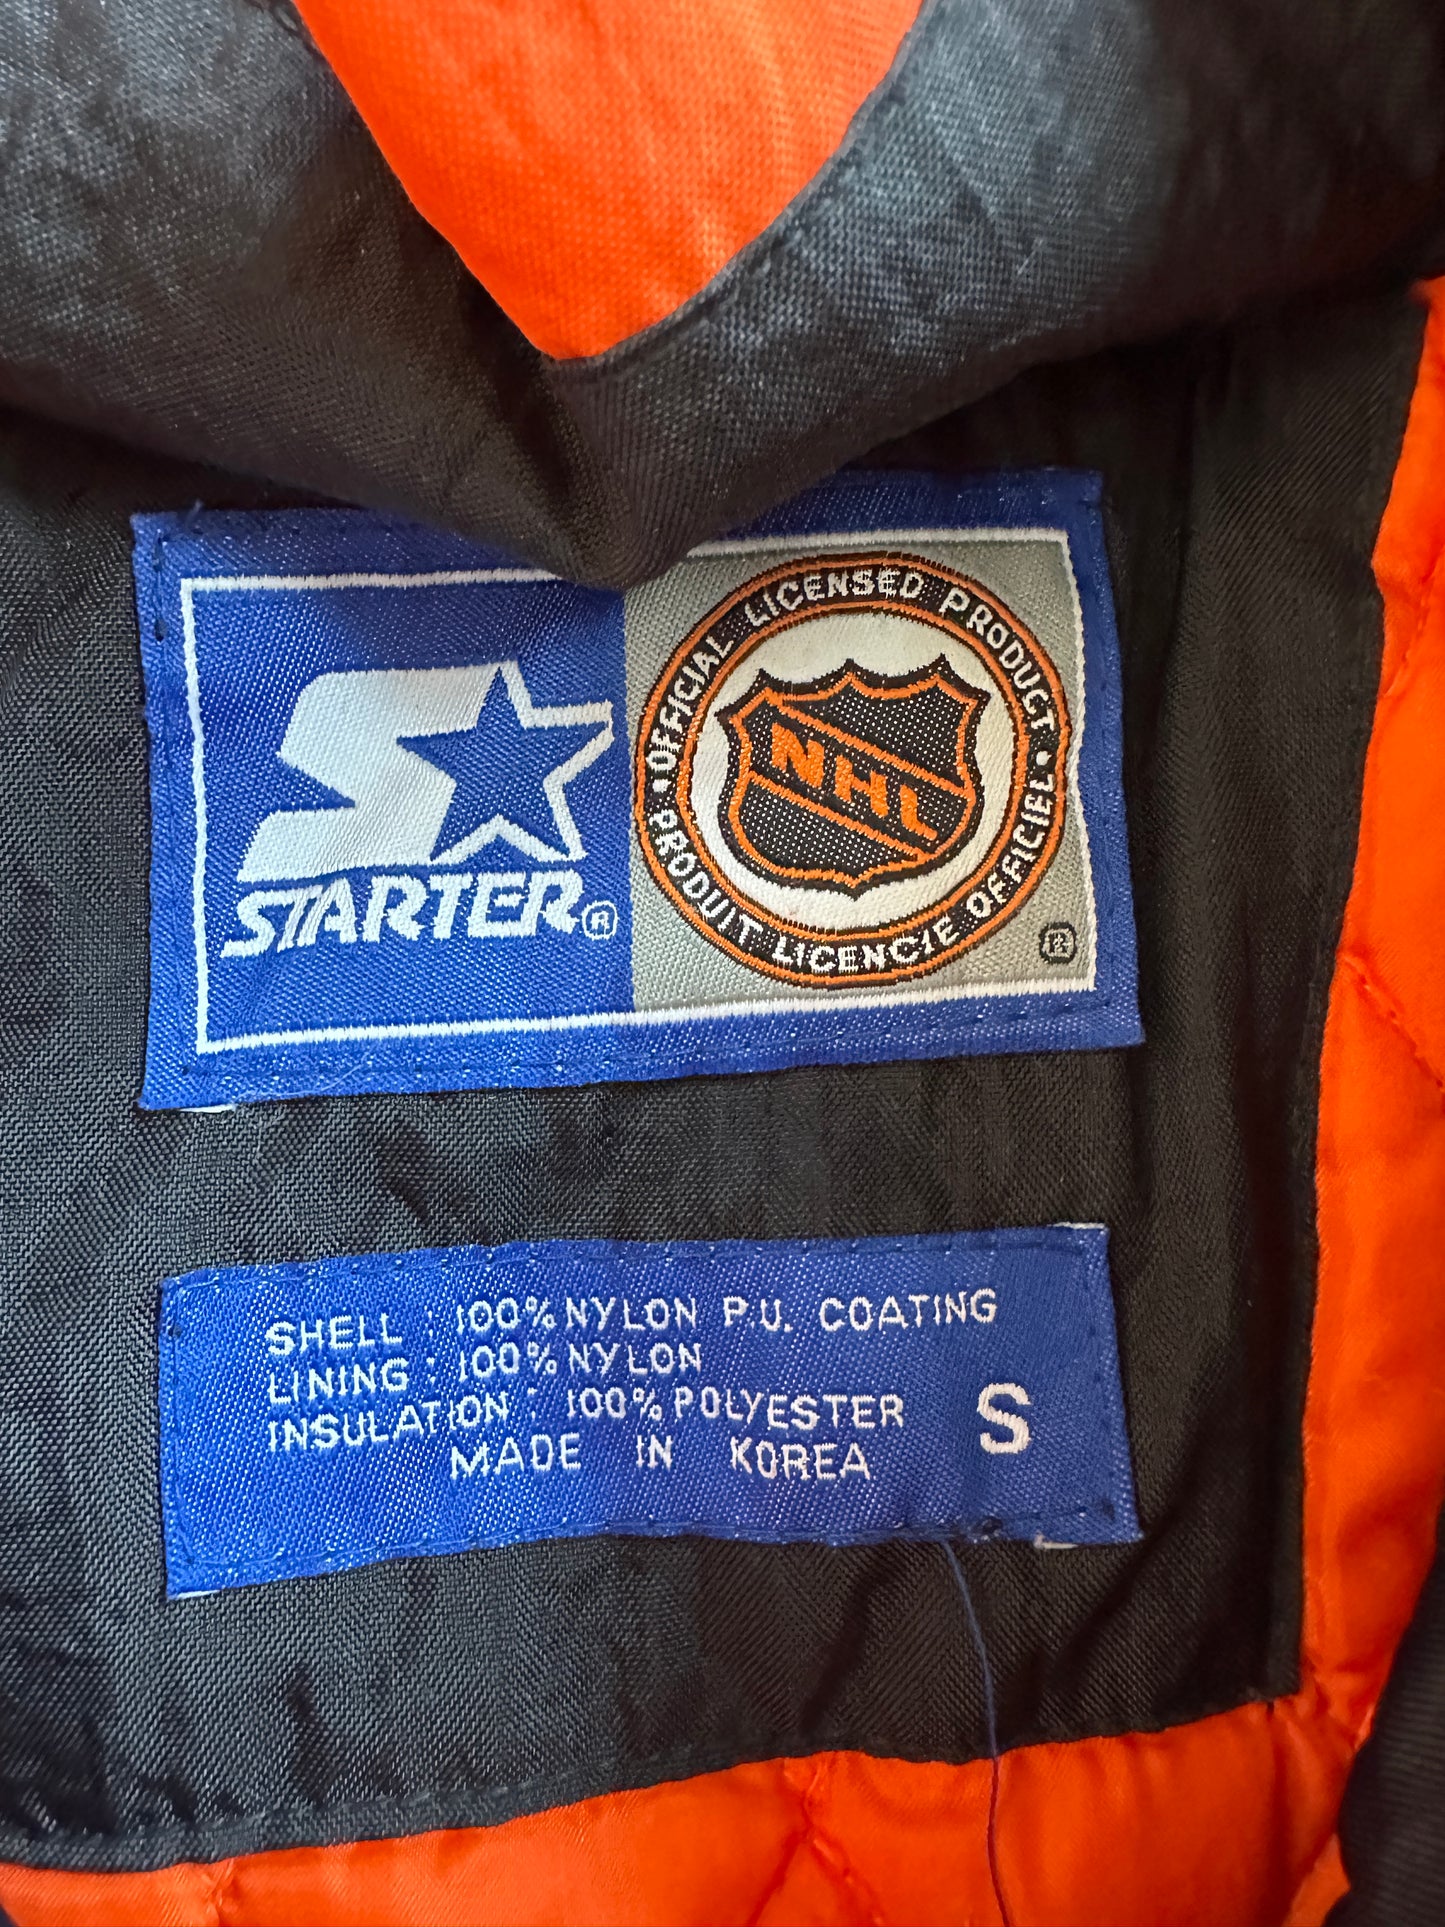 STARTER®
OFFICIAL LICENSED PRODUCT •
PRODUIT LICENCIE OFFICIEL •
NHL
®
SHELL : 100% NYLON P.U. COATING
LINING : 100% NYLON
INSULATION : 100% POLYESTER
MADE IN KOREA
S